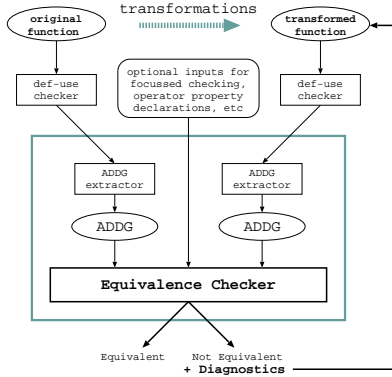 transformations
original
function
transformed
function
def-use
checker
optional inputs for
focussed checking,
operator property
declarations, etc
def-use
checker
ADDG
extractor
ADDG
extractor
ADDG
ADDG
Equivalence Checker
Equivalent
Not Equivalent
+ Diagnostics